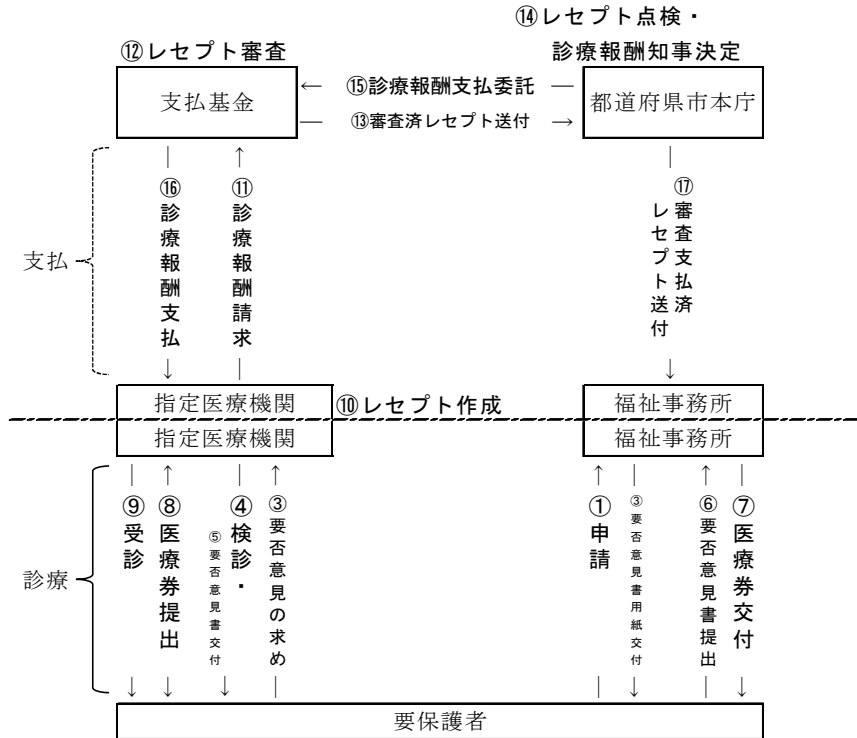 ⑭レセプト点検・
診療報酬知事決定
⑫レセプト審査
支払基金
← ⑮診療報酬支払委託 ―
― ⑬審査済レセプト送付 →
都道府県市本庁
支払
⑯診療報酬支払
⑪診療報酬請求
⑰審査支払済
レセプト送付
指定医療機関
⑩レセプト作成
福祉事務所
指定医療機関
福祉事務所
診療
⑨受診
⑧医療券提出
⑤要否意見書交付
④検診・
③要否意見の求め
①申請
③要否意見書用紙交付
⑥要否意見書提出
⑦医療券交付
要保護者